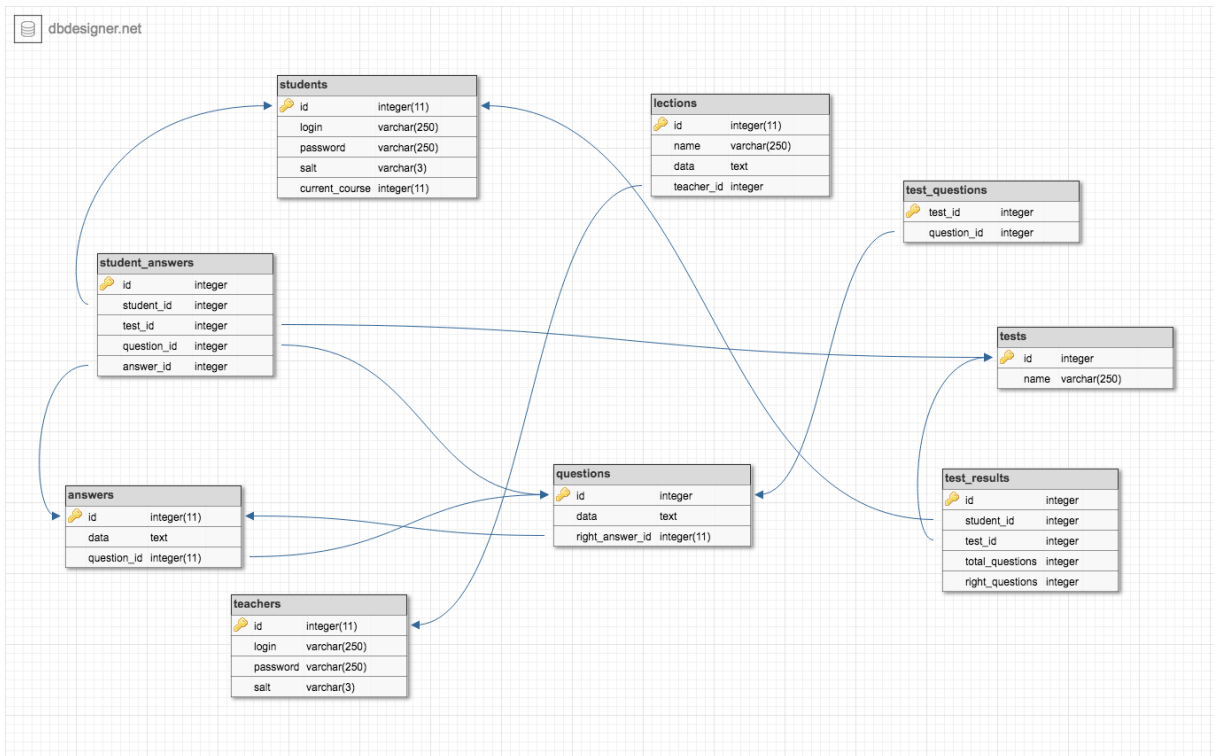 dbdesigner.net
students
id integer(11)
login varchar(250)
password varchar(250)
salt varchar(3)
current_course integer(11)
lections
id integer(11)
name varchar(250)
data text
teacher_id integer
test_questions
test_id integer
question_id integer
student_answers
id integer
student_id integer
test_id integer
question_id integer
answer_id integer
tests
id integer
name varchar(250)
answers
id integer(11)
data text
question_id integer(11)
questions
id integer
data text
right_answer_id integer(11)
test_results
id integer
student_id integer
test_id integer
total_questions integer
right_questions integer
teachers
id integer(11)
login varchar(250)
password varchar(250)
salt varchar(3)